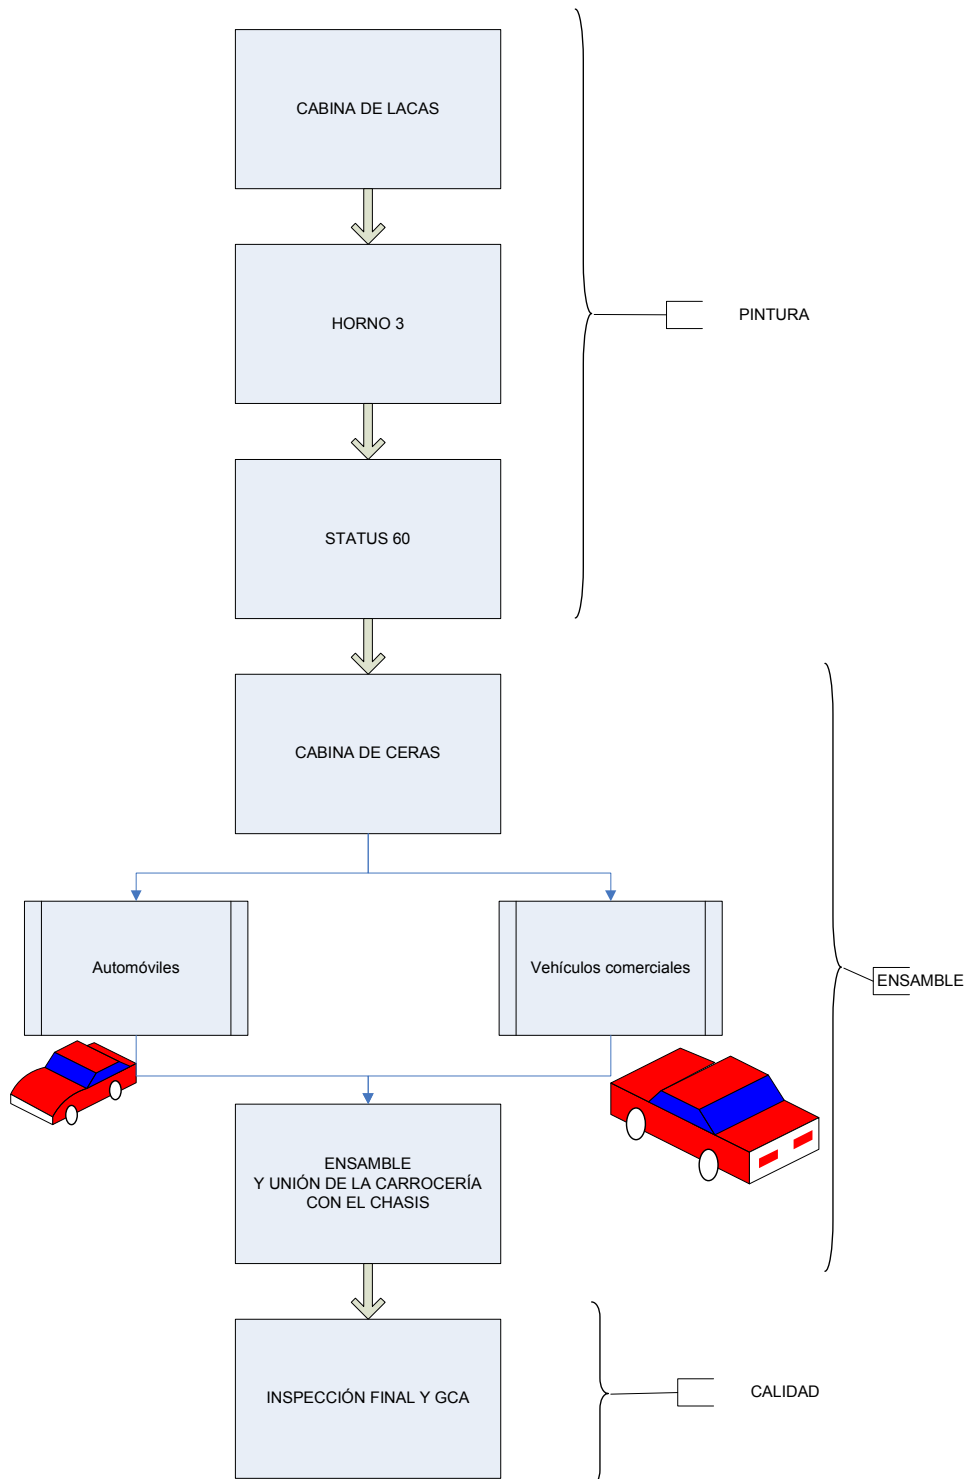 CABINA DE LACAS
HORNO 3
PINTURA
STATUS 60
CABINA DE CERAS
Automóviles
Vehículos comerciales
ENSAMBLE
ENSAMBLE
Y UNIÓN DE LA CARROCERÍA
CON EL CHASIS
INSPECCIÓN FINAL Y GCA
CALIDAD